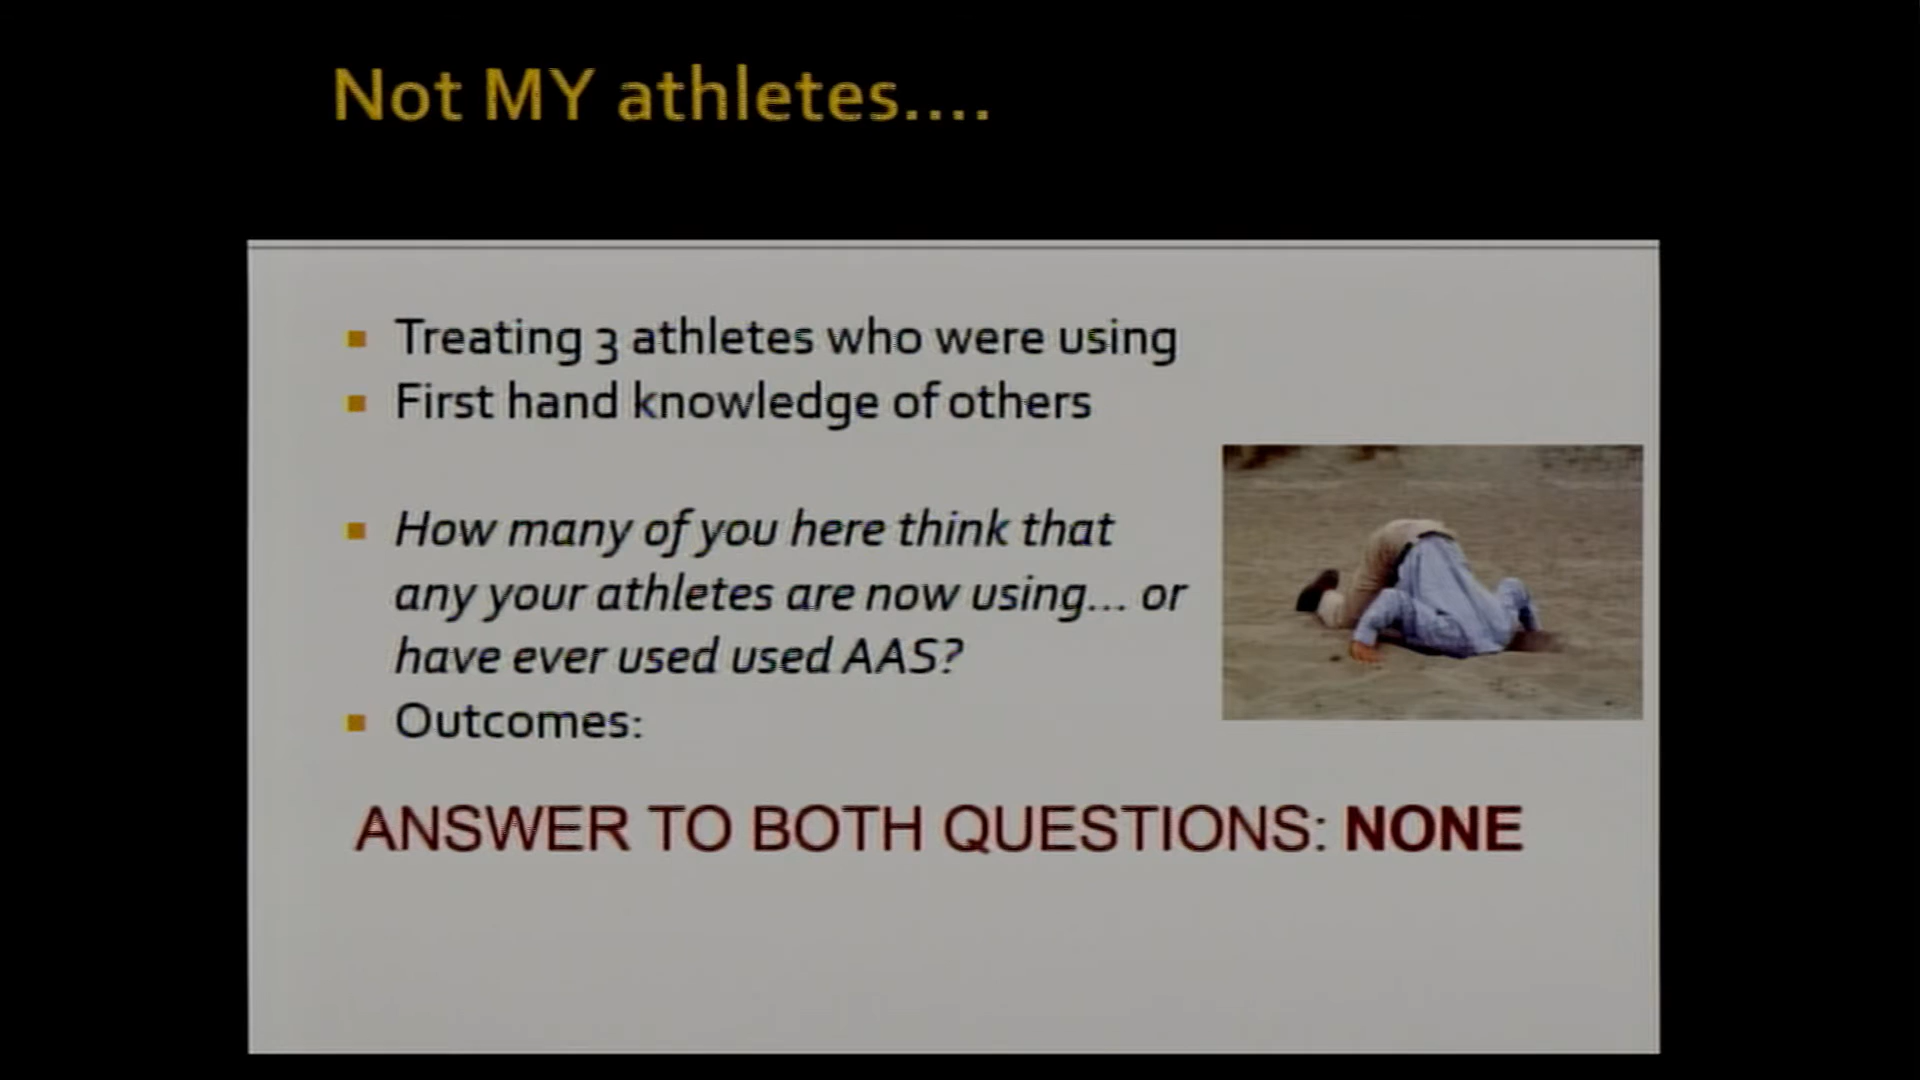 Not MY athletes....
Treating 3 athletes who were using
First hand knowledge of others
How many of you here think that
any your athletes are now using... or
have ever used used AAS?
Outcomes:
ANSWER TO BOTH QUESTIONS: NONE